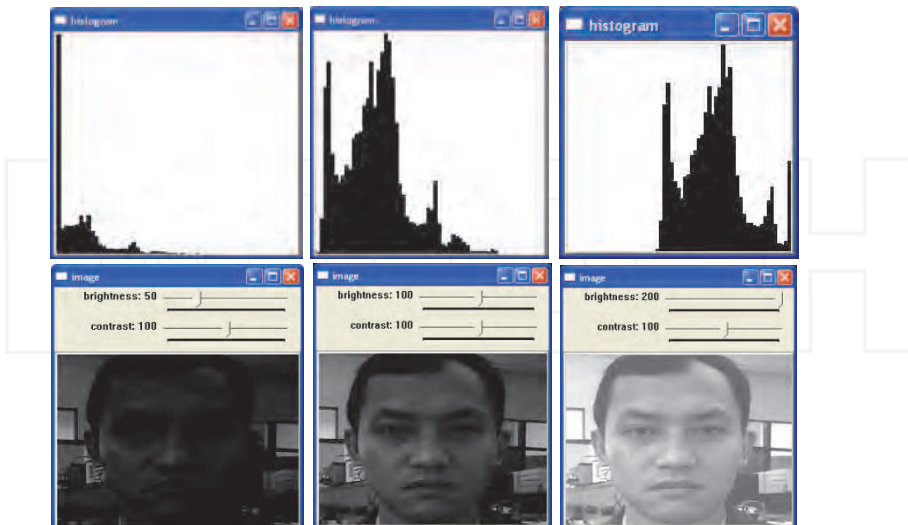 histogram
histogram
histogram
image
brightness: 50
contrast: 100
image
brightness: 100
contrast: 100
image
brightness: 200
contrast: 100